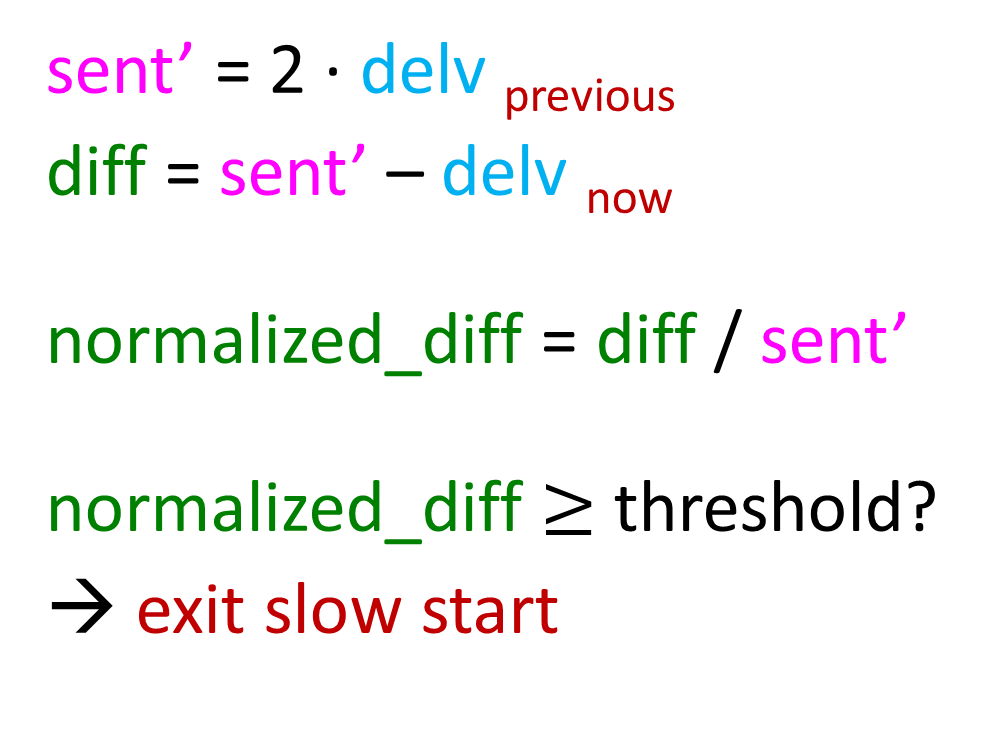 sent’ = 2 · delv previous
diff = sent’ – delv now
normalized_diff = diff / sent’
normalized_diff ≥ threshold?
→ exit slow start